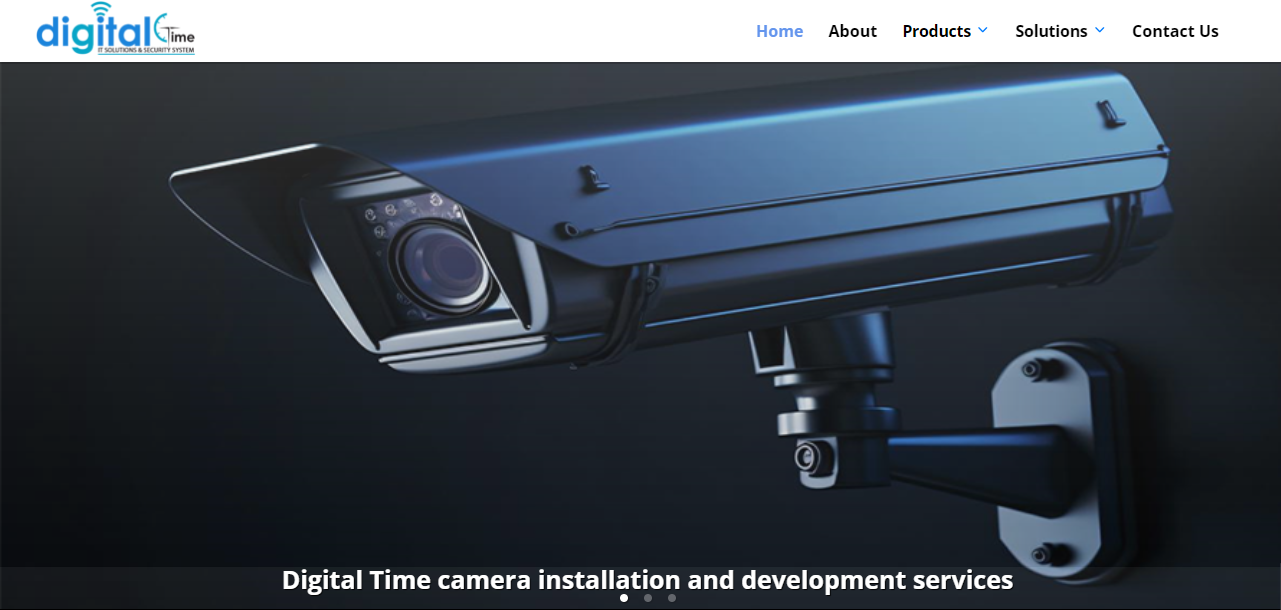 digital Time
IT SOLUTIONS & SECURITY SYSTEM
Home About Products Solutions Contact Us
Digital Time camera installation and development services